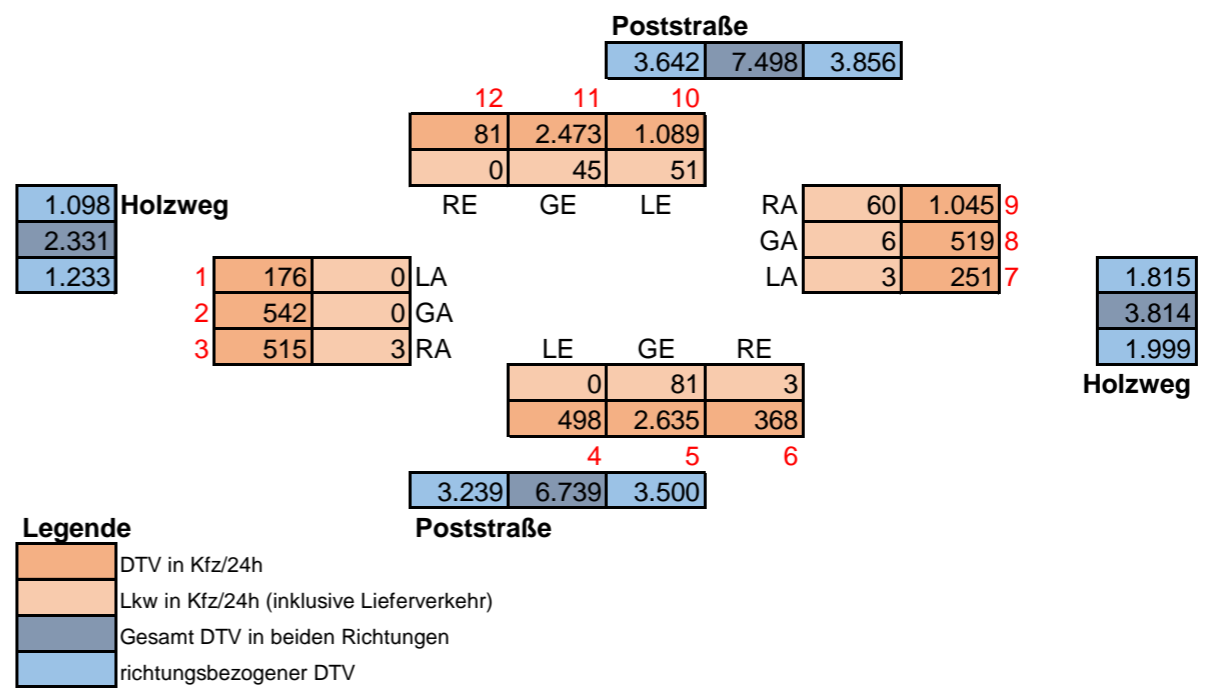 Poststraße
3.642 7.498 3.856
12 11 10
81 2.473 1.089
0 45 51
RE GE LE
1.098 Holzweg
2.331
1.233
RA 60 1.045 9
GA 6 519 8
LA 3 251 7
1 176 0 LA
2 542 0 GA
3 515 3 RA
1.815
3.814
1.999
Holzweg
LE GE RE
0 81 3
498 2.635 368
4 5 6
3.239 6.739 3.500
Poststraße
Legende
DTV in Kfz/24h
Lkw in Kfz/24h (inklusive Lieferverkehr)
Gesamt DTV in beiden Richtungen
richtungsbezogener DTV